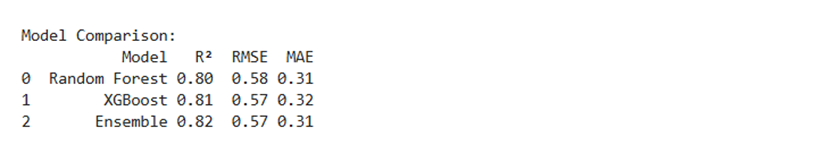 Model Comparison:
Model R² RMSE MAE
0 Random Forest 0.80 0.58 0.31
1 XGBoost 0.81 0.57 0.32
2 Ensemble 0.82 0.57 0.31